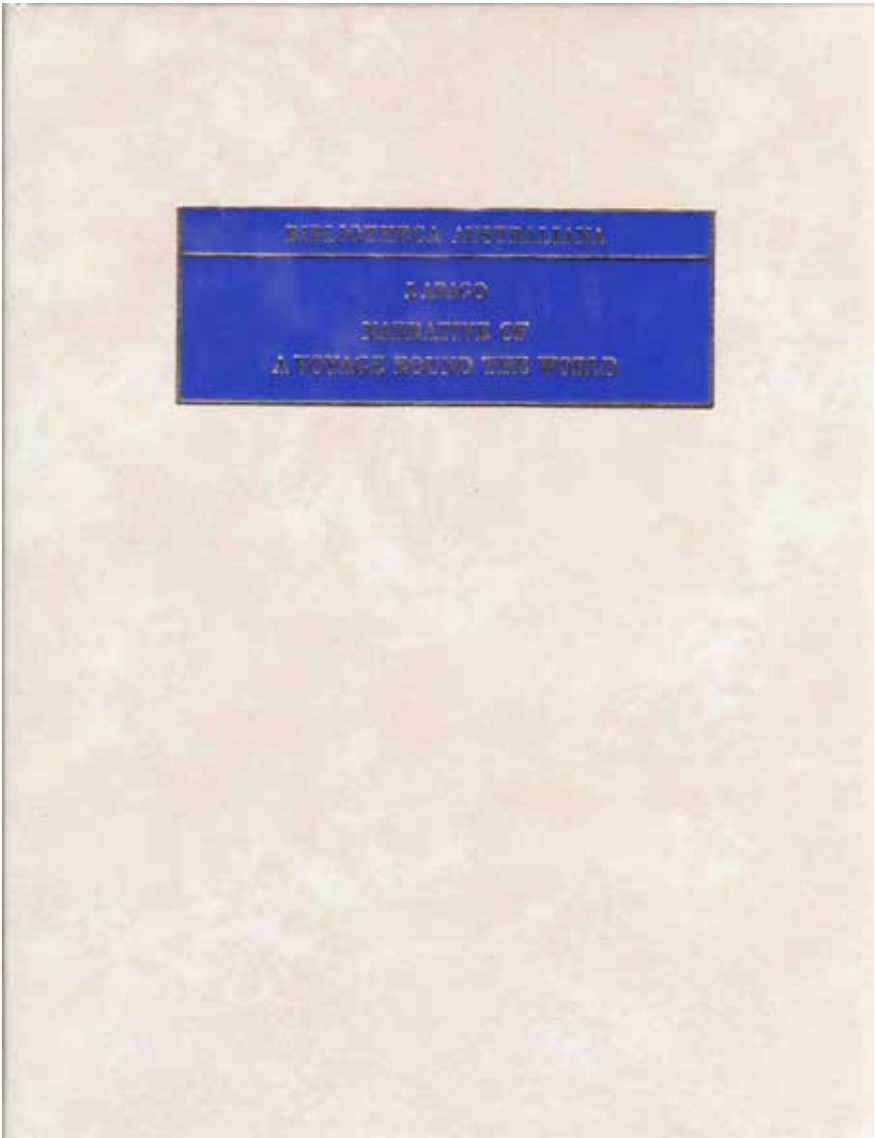 BIBLIOTHECA AUSTRALIANA
J. ARAGO
NARRATIVE OF
A VOYAGE ROUND THE WORLD